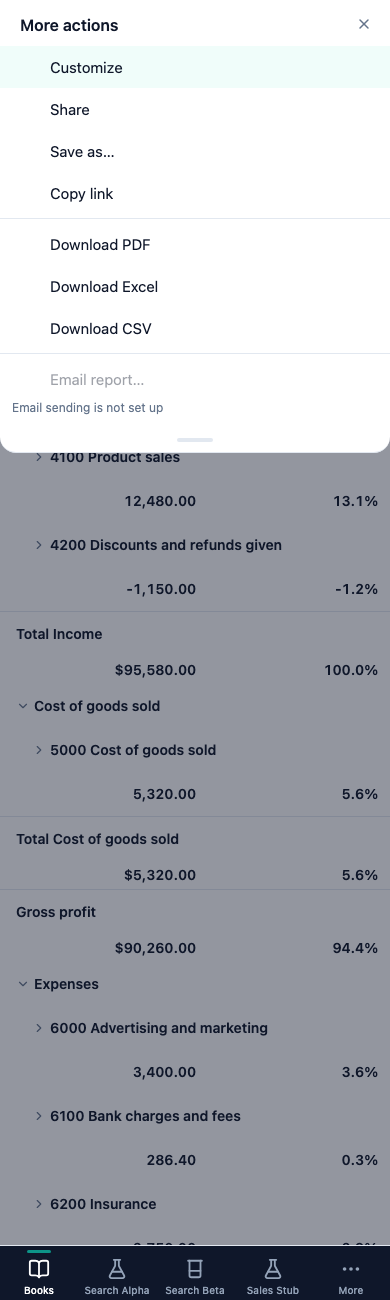 More actions
Customize
Share
Save as...
Copy link
Download PDF
Download Excel
Download CSV
Email report...
Email sending is not set up
4100 Product sales
12,480.00 13.1%
4200 Discounts and refunds given
-1,150.00 -1.2%
Total Income
$95,580.00 100.0%
Cost of goods sold
5000 Cost of goods sold
5,320.00 5.6%
Total Cost of goods sold
$5,320.00 5.6%
Gross profit
$90,260.00 94.4%
Expenses
6000 Advertising and marketing
3,400.00 3.6%
6100 Bank charges and fees
286.40 0.3%
6200 Insurance
Books Search Alpha Search Beta Sales Stub More